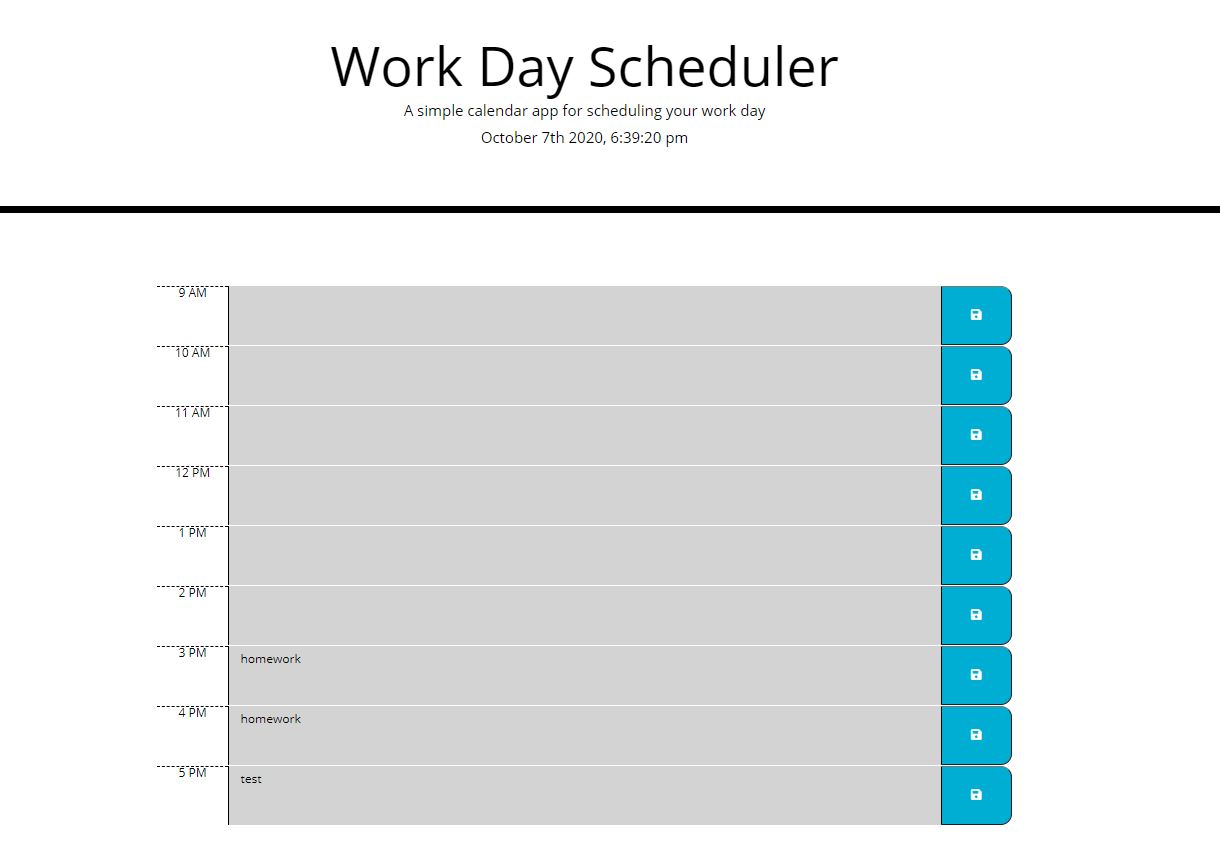 Work Day Scheduler
A simple calendar app for scheduling your work day
October 7th 2020, 6:39:20 pm
9 AM
10 AM
11 AM
12 PM
1 PM
2 PM
3 PM
homework
4 PM
homework
5 PM
test